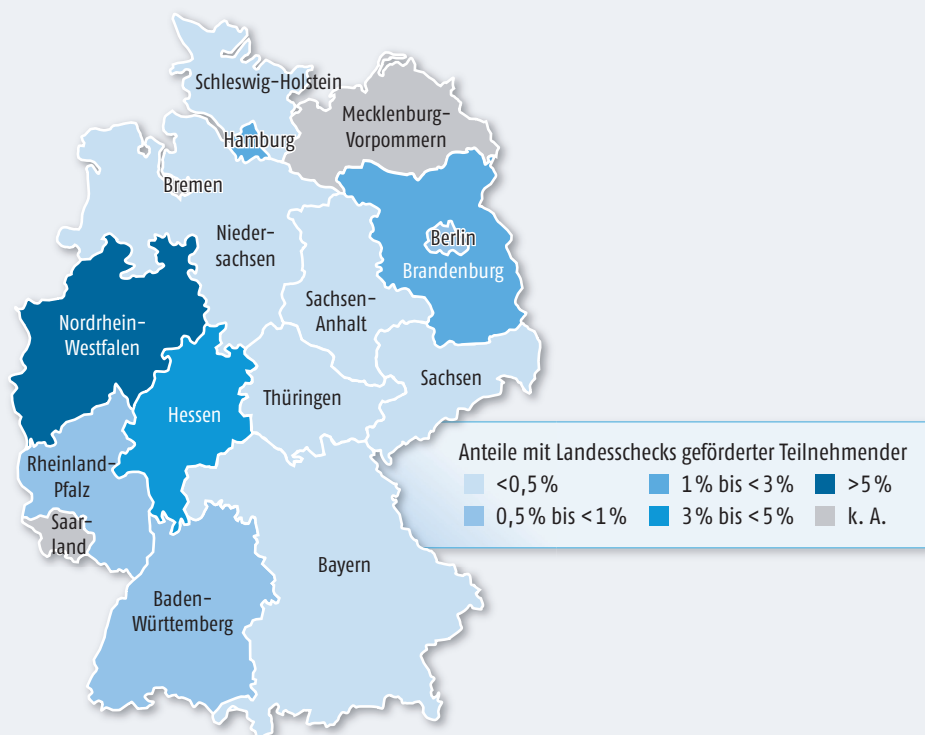 Schleswig-Holstein
Mecklenburg-
Vorpommern
Hamburg
Bremen
Nieder-
sachsen
Berlin
Brandenburg
Sachsen-
Anhalt
Nordrhein-
Westfalen
Sachsen
Thüringen
Hessen
Rheinland-
Pfalz
Saar-
land
Bayern
Baden-
Württemberg
Anteile mit Landesschecks geförderter Teilnehmender
<0,5 %
1 % bis < 3 %
>5 %
0,5 % bis < 1 %
3 % bis < 5 %
k. A.